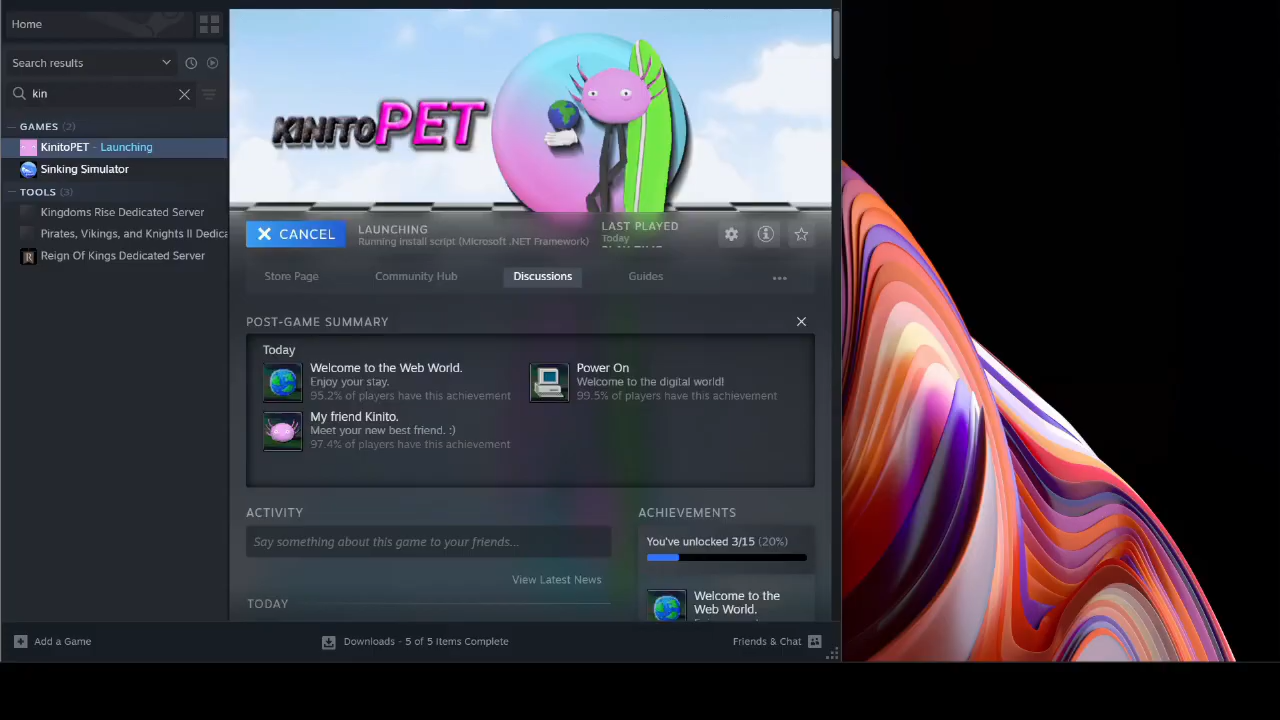 Home
Search results
kin
GAMES (2)
KinitoPET - Launching
Sinking Simulator
TOOLS (3)
Kingdoms Rise Dedicated Server
Pirates, Vikings, and Knights II Dedica
Reign Of Kings Dedicated Server
KINITOPET
CANCEL
LAUNCHING
Running install script (Microsoft .NET Framework)
LAST PLAYED
Today
Store Page
Community Hub
Discussions
Guides
POST-GAME SUMMARY
Today
Welcome to the Web World.
Enjoy your stay.
95.2% of players have this achievement
Power On
Welcome to the digital world!
99.5% of players have this achievement
My friend Kinito.
Meet your new best friend. :)
97.4% of players have this achievement
ACTIVITY
Say something about this game to your friends...
View Latest News
TODAY
ACHIEVEMENTS
You've unlocked 3/15 (20%)
Welcome to the
Web World.
Add a Game
Downloads - 5 of 5 Items Complete
Friends & Chat